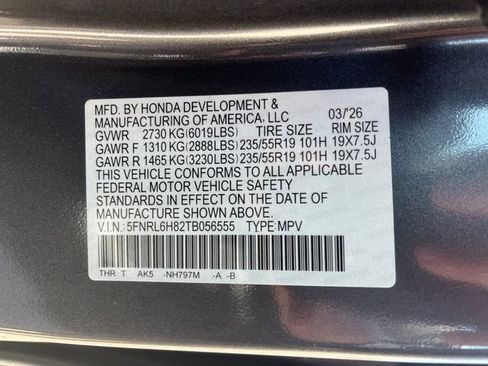 MFD. BY HONDA DEVELOPMENT &
MANUFACTURING OF AMERICA, LLC 03/'26
GVWR 2730 KG(6019LBS) TIRE SIZE RIM SIZE
GAWR F 1310 KG(2888LBS) 235/55R19 101H 19X7.5J
GAWR R 1465 KG(3230LBS) 235/55R19 101H 19X7.5J
THIS VEHICLE CONFORMS TO ALL APPLICABLE
FEDERAL MOTOR VEHICLE SAFETY
STANDARDS IN EFFECT ON THE DATE OF
MANUFACTURE SHOWN ABOVE.
V.I.N.: 5FNRL6H82TB056555 TYPE: MPV
THR T AK5 -NH797M -A -B